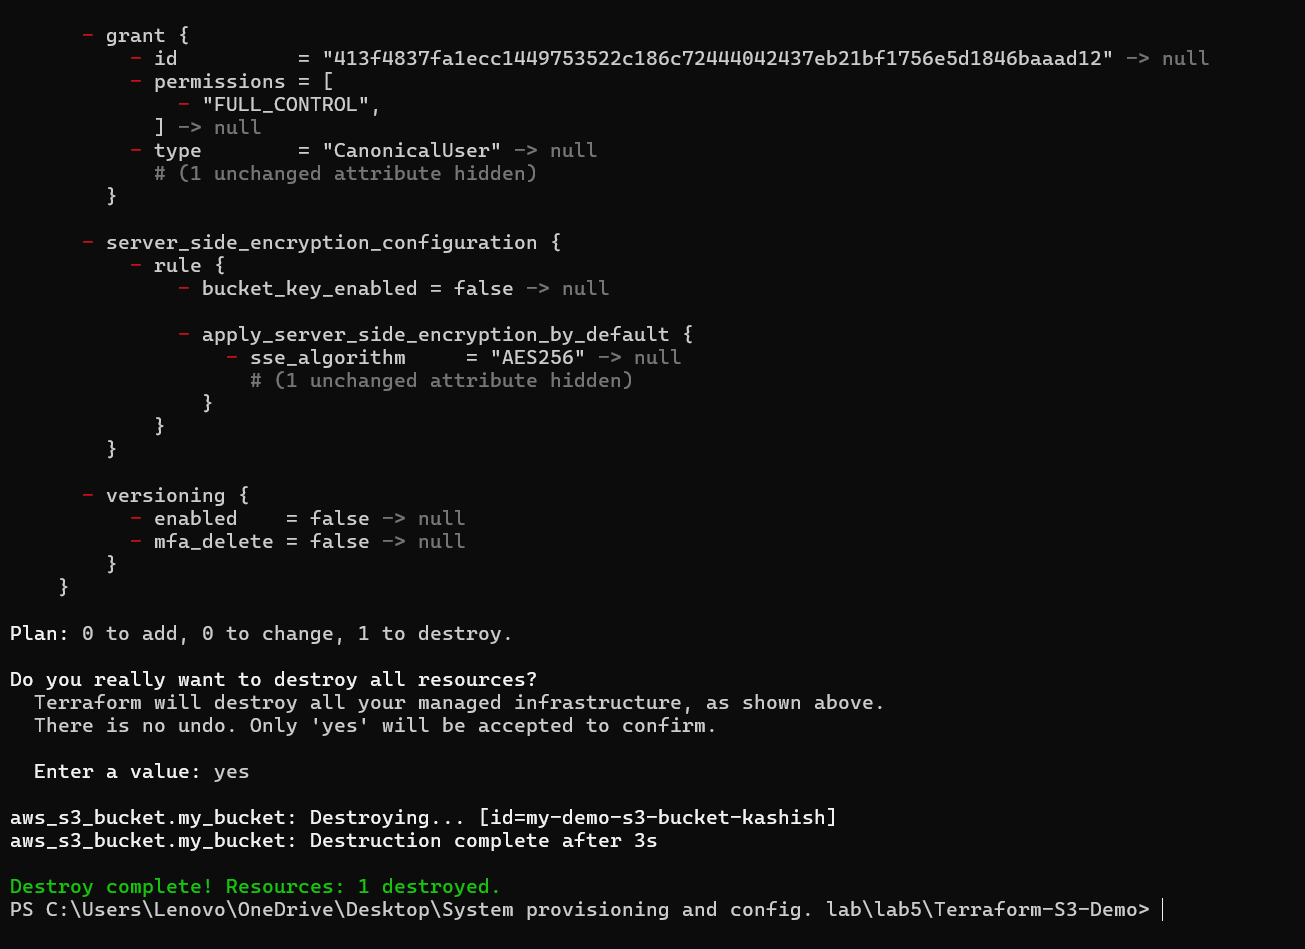 - grant {
          - id          = "413f4837fa1ecc1449753522c186c72444042437eb21bf1756e5d1846baaad12" -> null
          - permissions = [
              - "FULL_CONTROL",
            ] -> null
          - type        = "CanonicalUser" -> null
            # (1 unchanged attribute hidden)
        }

      - server_side_encryption_configuration {
          - rule {
              - bucket_key_enabled = false -> null

              - apply_server_side_encryption_by_default {
                  - sse_algorithm     = "AES256" -> null
                    # (1 unchanged attribute hidden)
                }
            }
        }

      - versioning {
          - enabled    = false -> null
          - mfa_delete = false -> null
        }
    }

Plan: 0 to add, 0 to change, 1 to destroy.

Do you really want to destroy all resources?
  Terraform will destroy all your managed infrastructure, as shown above.
  There is no undo. Only 'yes' will be accepted to confirm.

  Enter a value: yes

aws_s3_bucket.my_bucket: Destroying... [id=my-demo-s3-bucket-kashish]
aws_s3_bucket.my_bucket: Destruction complete after 3s

Destroy complete! Resources: 1 destroyed.
PS C:\Users\Lenovo\OneDrive\Desktop\System provisioning and config. lab\lab5\Terraform-S3-Demo>